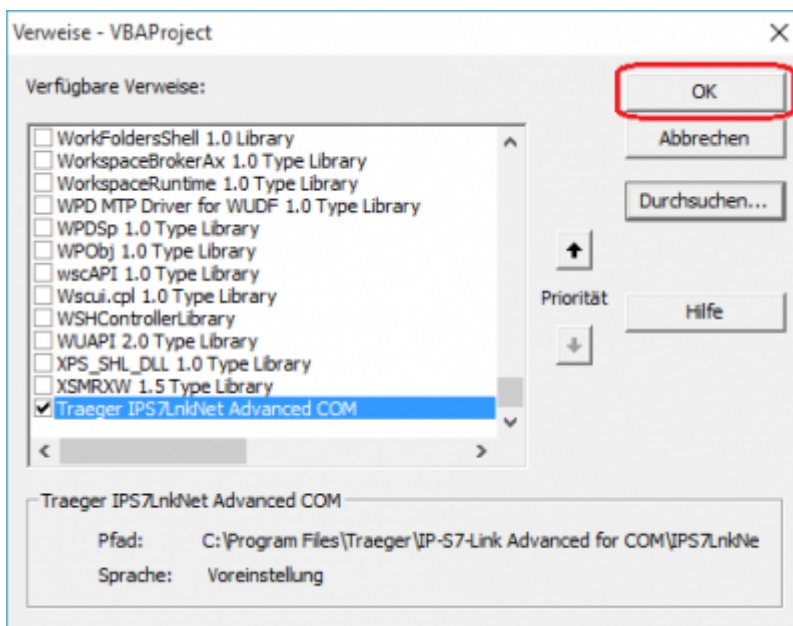 Verweise - VBAProject
Verfügbare Verweise:
WorkFoldersShell 1.0 Library
WorkspaceBrokerAx 1.0 Type Library
WorkspaceRuntime 1.0 Type Library
WPD MTP Driver for WUDF 1.0 Type Library
WPDSp 1.0 Type Library
WPObj 1.0 Type Library
wscAPI 1.0 Type Library
Wscui.cpl 1.0 Type Library
WSHControllerLibrary
WUAPI 2.0 Type Library
XPS_SHL_DLL 1.0 Type Library
XSMRXW 1.5 Type Library
Traeger IPS7LnkNet Advanced COM
Priorität
OK
Abbrechen
Durchsuchen...
Hilfe
Traeger IPS7LnkNet Advanced COM
Pfad: C:\Program Files\Traeger\IP-S7-Link Advanced for COM\IPS7LnkNe
Sprache: Voreinstellung